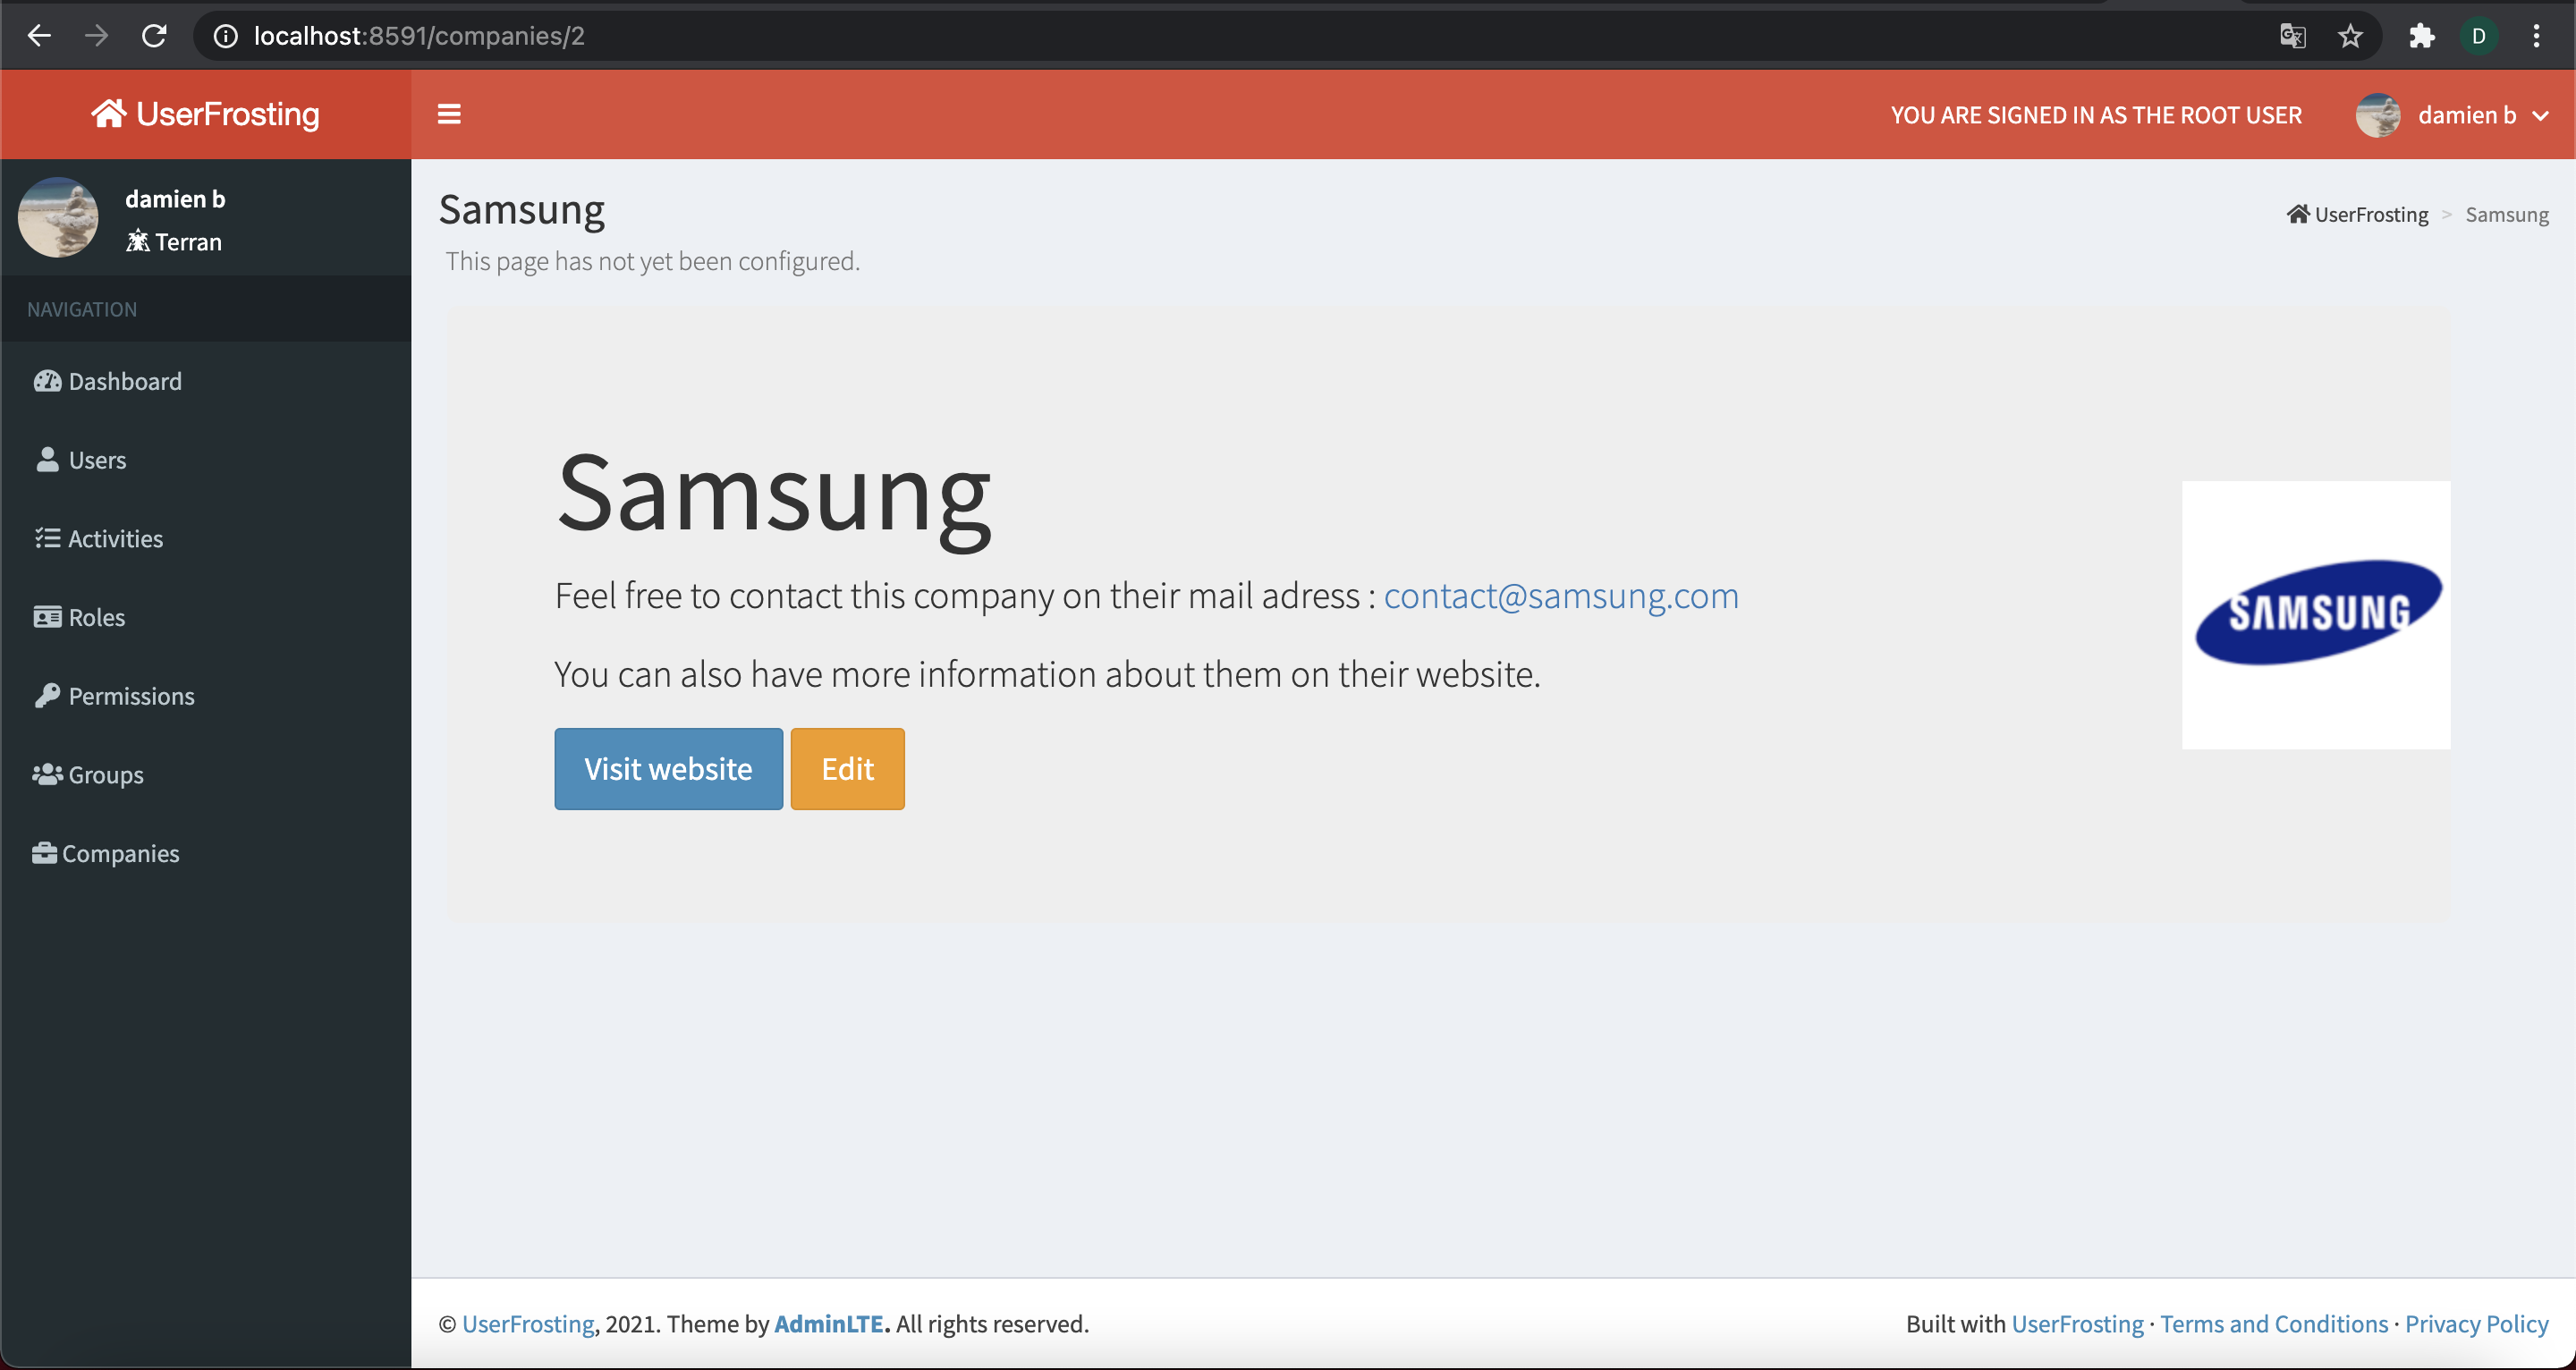 localhost:8591/companies/2
D
UserFrosting
YOU ARE SIGNED IN AS THE ROOT USER
damien b
damien b
Terran
NAVIGATION
Dashboard
Users
Activities
Roles
Permissions
Groups
Companies
Samsung
UserFrosting > Samsung
This page has not yet been configured.
Samsung
Feel free to contact this company on their mail adress : contact@samsung.com
You can also have more information about them on their website.
Visit website
Edit
SAMSUNG
© UserFrosting, 2021. Theme by AdminLTE. All rights reserved.
Built with UserFrosting · Terms and Conditions · Privacy Policy